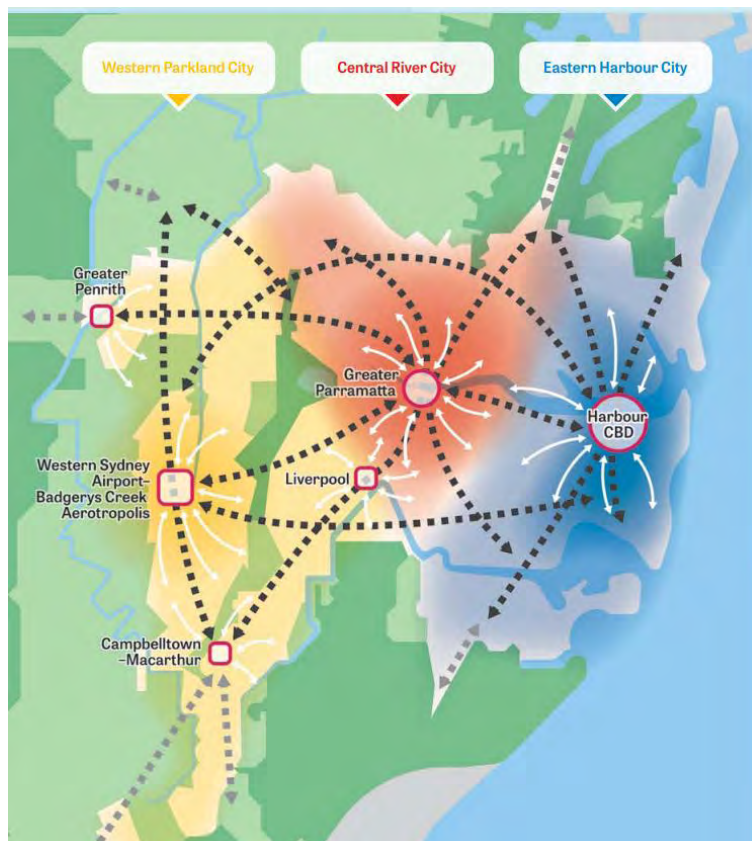 Western Parkland City
Central River City
Eastern Harbour City
Greater
Penrith
Greater
Parramatta
Harbour
CBD
Western Sydney
Airport–
Badgerys Creek
Aerotropolis
Liverpool
Campbelltown
–Macarthur